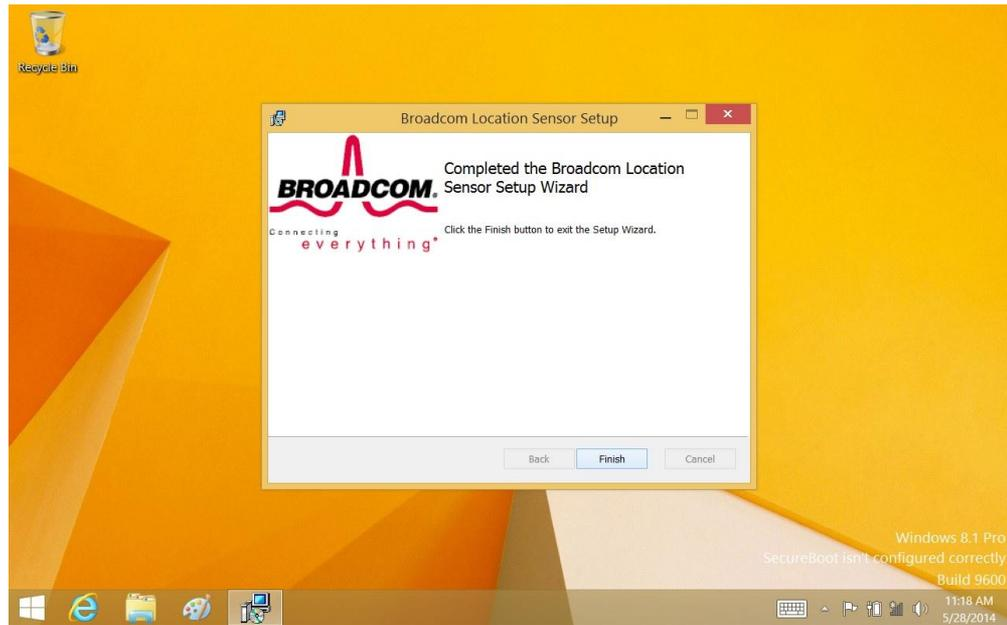 Recycle Bin
Broadcom Location Sensor Setup
BROADCOM.
Connecting
everything®
Completed the Broadcom Location
Sensor Setup Wizard
Click the Finish button to exit the Setup Wizard.
Back
Finish
Cancel
Windows 8.1 Pro
SecureBoot isn't configured correctly
Build 9600
11:18 AM
5/28/2014